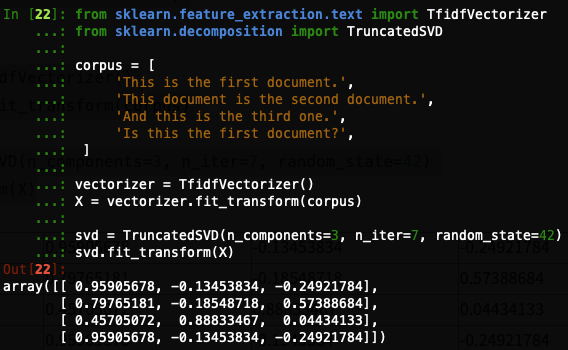 In [22]: from sklearn.feature_extraction.text import TfidfVectorizer
    ...: from sklearn.decomposition import TruncatedSVD
    ...:
    ...: corpus = [
    ...:      'This is the first document.',
    ...:      'This document is the second document.',
    ...:      'And this is the third one.',
    ...:      'Is this the first document?',
    ...:  ]
    ...:
    ...: vectorizer = TfidfVectorizer()
    ...: X = vectorizer.fit_transform(corpus)
    ...:
    ...: svd = TruncatedSVD(n_components=3, n_iter=7, random_state=42)
    ...: svd.fit_transform(X)
Out[22]:
array([[ 0.95905678, -0.13453834, -0.24921784],
       [ 0.79765181, -0.18548718,  0.57388684],
       [ 0.45705072,  0.88833467,  0.04434133],
       [ 0.95905678, -0.13453834, -0.24921784]])